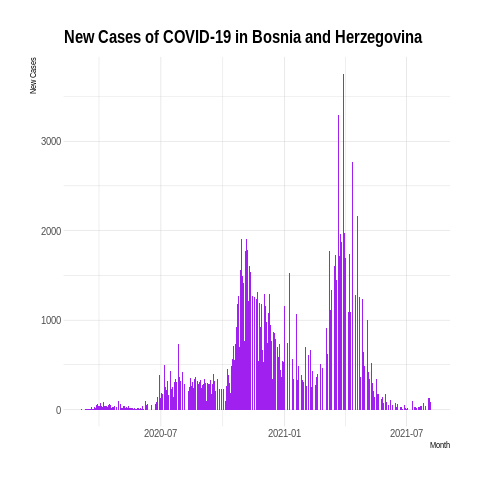 New Cases of COVID-19 in Bosnia and Herzegovina
New Cases
3000
2000
1000
0
2020-07 2021-01 2021-07
Month